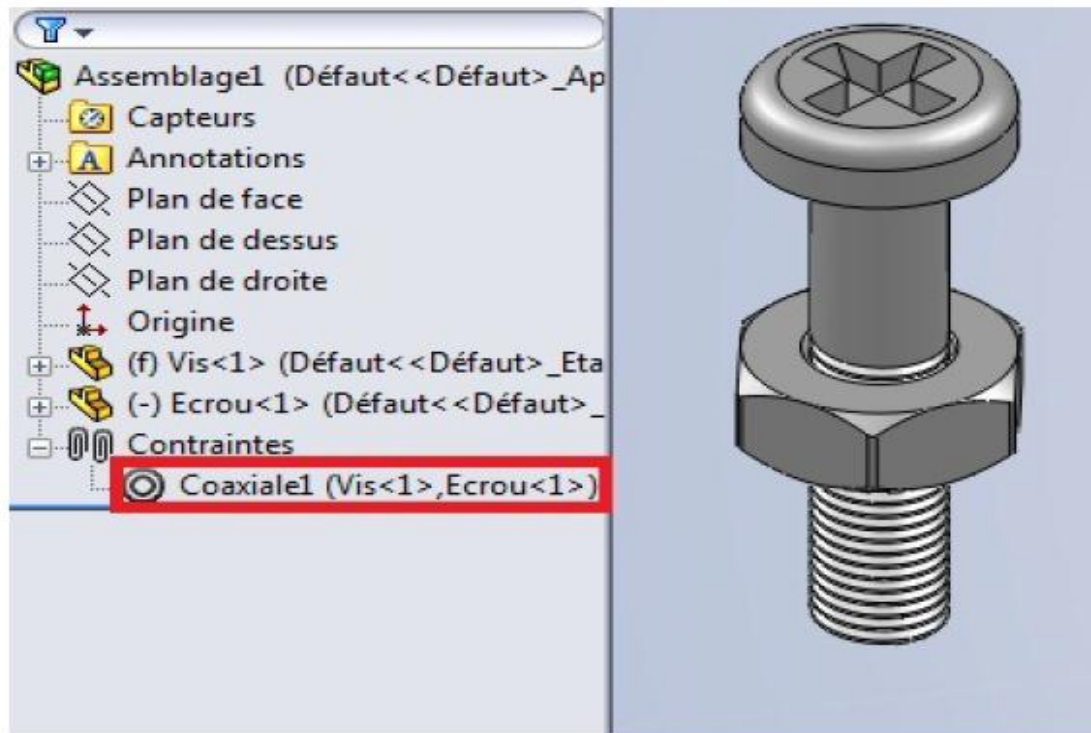 Assemblage1 (Défaut<<Défaut>_Ap
Capteurs
A Annotations
Plan de face
Plan de dessus
Plan de droite
Origine
(f) Vis<1> (Défaut<<Défaut>_Eta
(-) Ecrou<1> (Défaut<<Défaut>_
Contraintes
Coaxiale1 (Vis<1>,Ecrou<1>)